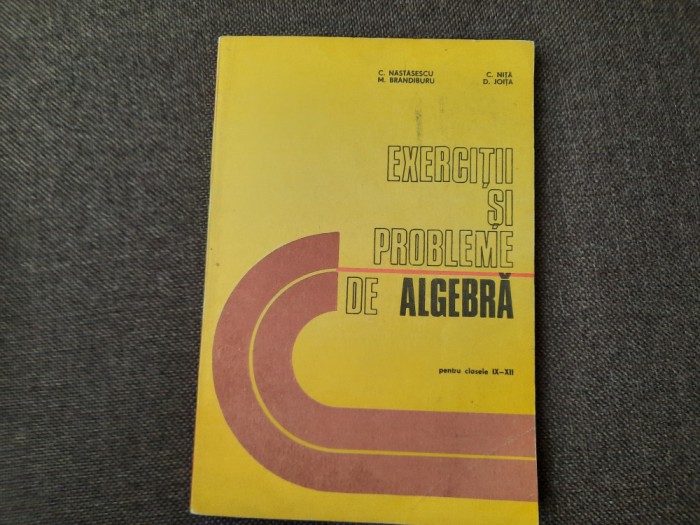 C. NASTASESCU C. NIȚĂ
M. BRANDIBURU D. JOIȚA
EXERCIȚII
ȘI
PROBLEME
DE ALGEBRĂ
pentru clasele IX—XII